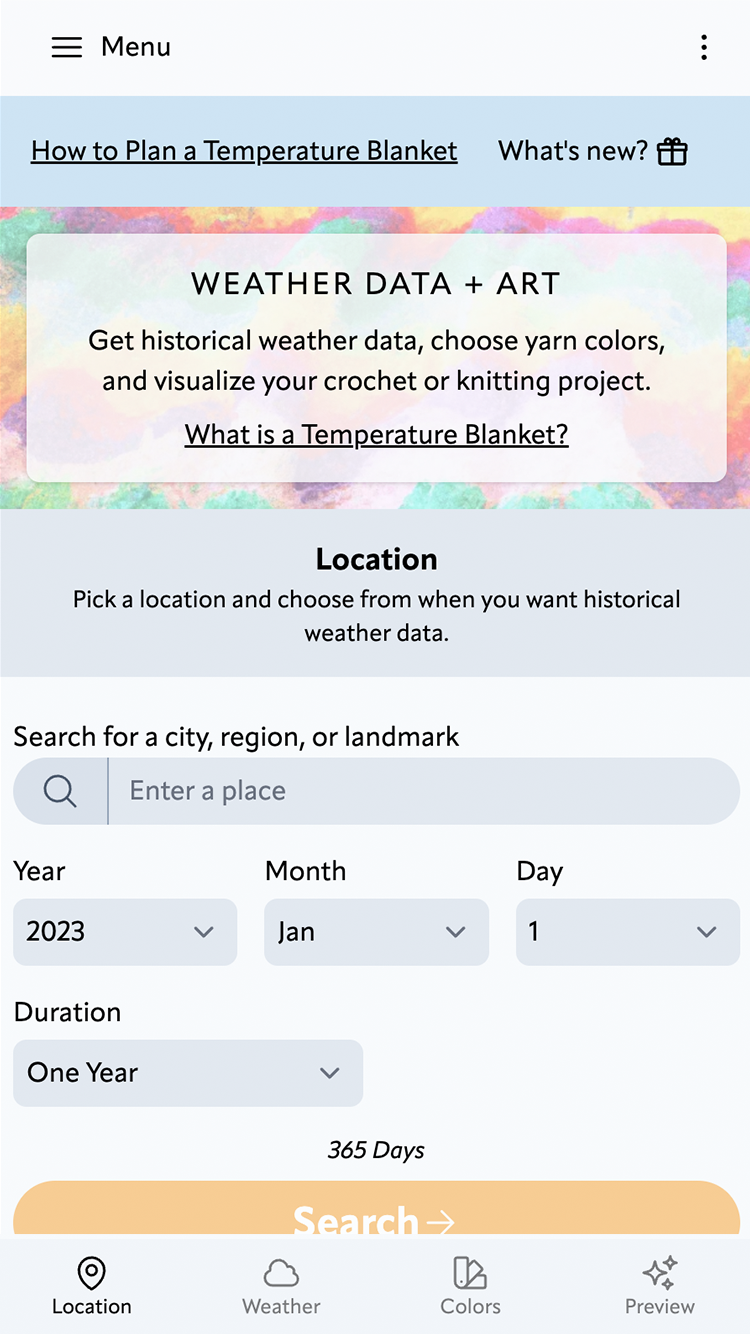 Menu
How to Plan a Temperature Blanket What's new?
WEATHER DATA + ART
Get historical weather data, choose yarn colors,
and visualize your crochet or knitting project.
What is a Temperature Blanket?
Location
Pick a location and choose from when you want historical
weather data.
Search for a city, region, or landmark
Enter a place
Year Month Day
2023 Jan 1
Duration
One Year
365 Days
Search→
Location Weather Colors Preview